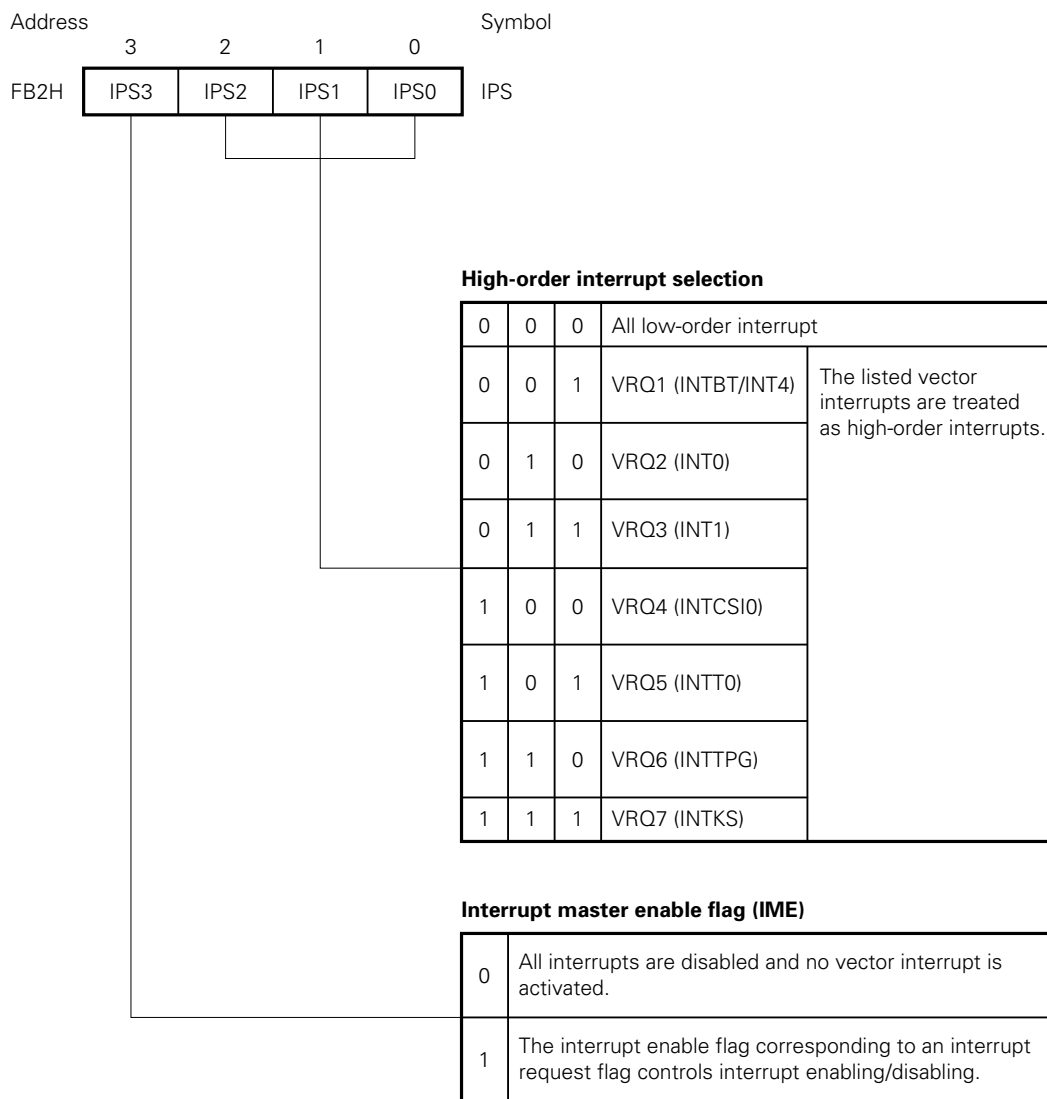 Address Symbol
3 2 1 0
FB2H IPS3 IPS2 IPS1 IPS0 IPS
High-order interrupt selection
0 0 0 All low-order interrupt
0 0 1 VRQ1 (INTBT/INT4) The listed vector
interrupts are treated
as high-order interrupts.
0 1 0 VRQ2 (INT0)
0 1 1 VRQ3 (INT1)
1 0 0 VRQ4 (INTCSI0)
1 0 1 VRQ5 (INTT0)
1 1 0 VRQ6 (INTTPG)
1 1 1 VRQ7 (INTKS)
Interrupt master enable flag (IME)
0 All interrupts are disabled and no vector interrupt is
activated.
1 The interrupt enable flag corresponding to an interrupt
request flag controls interrupt enabling/disabling.